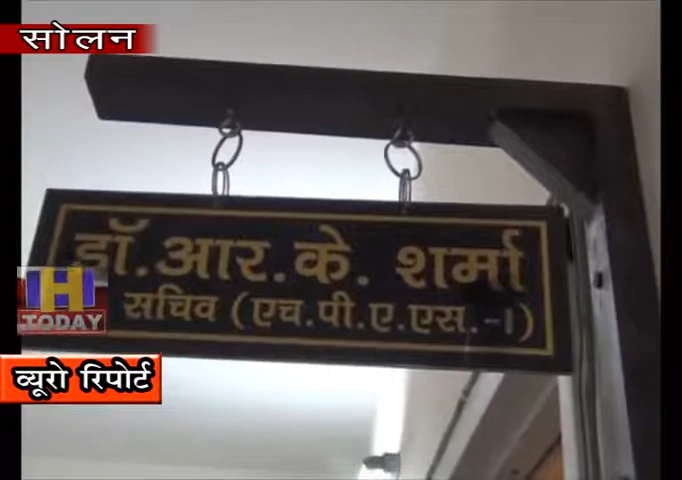 सोलन
डॉ.आर.के. शर्मा
सचिव (एच.पी.ए.एस.-I)
H
TODAY
व्यूरो रिपोर्ट